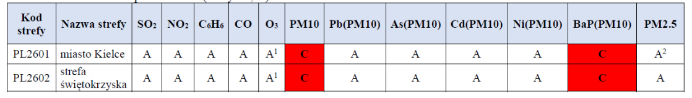 Kod strefy Nazwa strefy SO₂ NO₂ C₆H₆ CO O₃ PM10 Pb(PM10) As(PM10) Cd(PM10) Ni(PM10) BaP(PM10) PM2.5
PL2601 miasto Kielce A A A A A¹ C A A A A C A²
PL2602 strefa świętokrzyska A A A A A¹ C A A A A C A